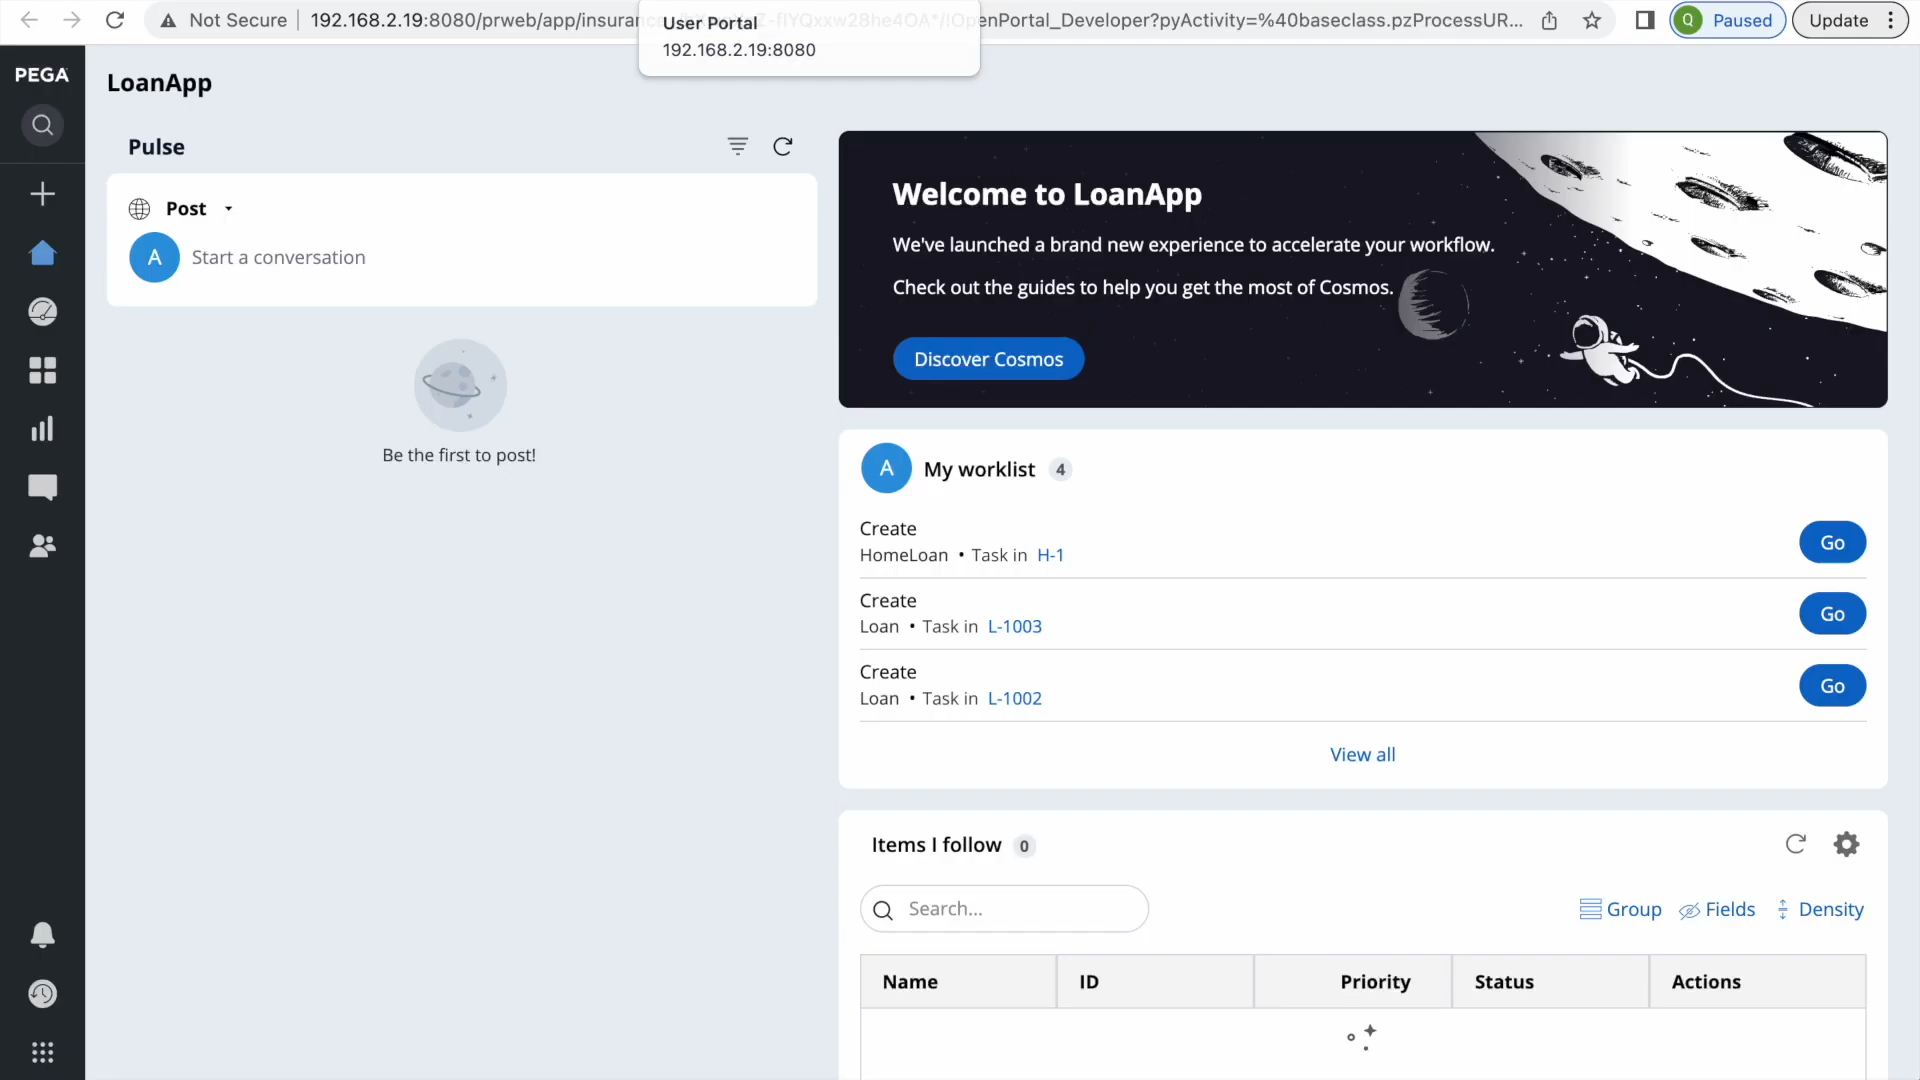 Not Secure
192.168.2.19:8080/prweb/app/insuranc
OpenPortal_Developer?pyActivity=%40baseclass.pzProcessUR...
Q
Paused
Update
User Portal
192.168.2.19:8080
PEGA
LoanApp
Pulse
Post
A
Start a conversation
Be the first to post!
Welcome to LoanApp
We've launched a brand new experience to accelerate your workflow.
Check out the guides to help you get the most of Cosmos.
Discover Cosmos
A
My worklist 4
Create
HomeLoan • Task in H-1
Go
Create
Loan • Task in L-1003
Go
Create
Loan • Task in L-1002
Go
View all
Items I follow 0
Search...
Group
Fields
Density
Name ID Priority Status Actions